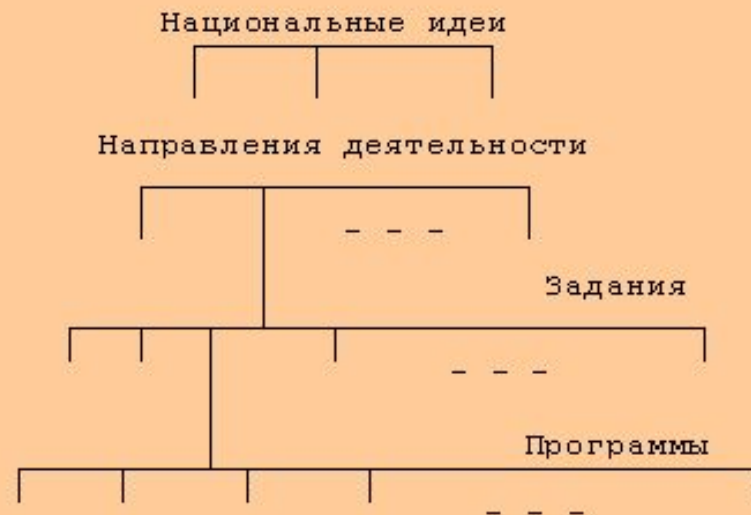 Национальные идеи
Направления деятельности
- - -
Задания
- - -
Программы
- - -